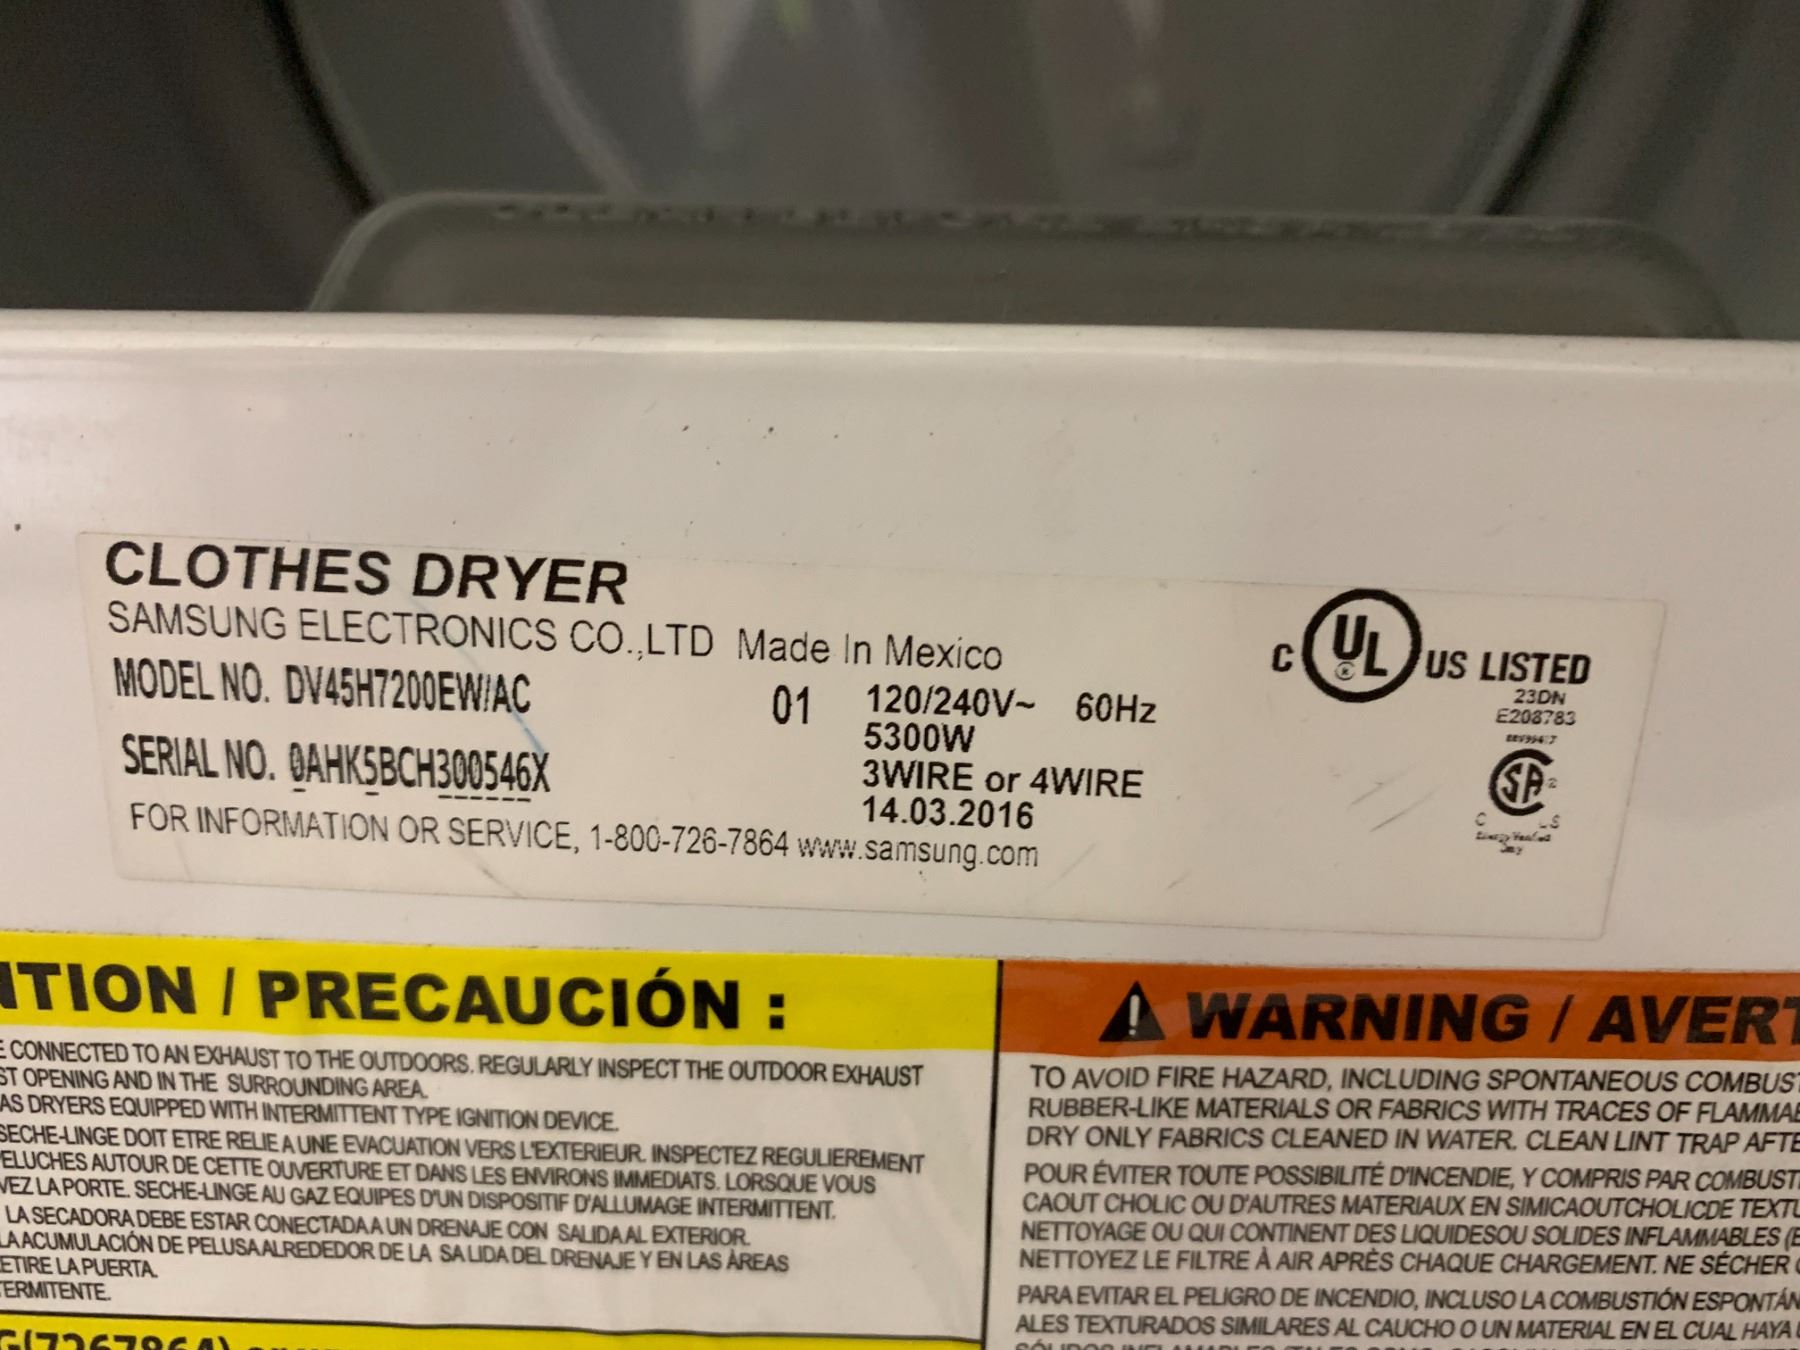 CLOTHES DRYER
SAMSUNG ELECTRONICS CO.,LTD Made In Mexico
MODEL NO. DV45H7200EW/AC 01 120/240V~ 60Hz
5300W
SERIAL NO. 0AHK5BCH300546X 3WIRE or 4WIRE
14.03.2016
FOR INFORMATION OR SERVICE, 1-800-726-7864 www.samsung.com
C UL US LISTED
23DN
E208783
SA
C US
NTION / PRECAUCIÓN :
E CONNECTED TO AN EXHAUST TO THE OUTDOORS. REGULARLY INSPECT THE OUTDOOR EXHAUST
ST OPENING AND IN THE SURROUNDING AREA.
AS DRYERS EQUIPPED WITH INTERMITTENT TYPE IGNITION DEVICE.
SECHE-LINGE DOIT ETRE RELIE A UNE EVACUATION VERS L'EXTERIEUR. INSPECTEZ REGULIEREMENT
PELUCHES AUTOUR DE CETTE OUVERTURE ET DANS LES ENVIRONS IMMEDIATS. LORSQUE VOUS
VEZ LA PORTE. SECHE-LINGE AU GAZ EQUIPES D'UN DISPOSITIF D'ALLUMAGE INTERMITTENT.
LA SECADORA DEBE ESTAR CONECTADA A UN DRENAJE CON SALIDA AL EXTERIOR.
LA ACUMULACIÓN DE PELUSA ALREDEDOR DE LA SALIDA DEL DRENAJE Y EN LAS ÀREAS
ETIRE LA PUERTA.
TERMITENTE.
G(7267864)
WARNING / AVERT
TO AVOID FIRE HAZARD, INCLUDING SPONTANEOUS COMBUST
RUBBER-LIKE MATERIALS OR FABRICS WITH TRACES OF FLAMMAB
DRY ONLY FABRICS CLEANED IN WATER. CLEAN LINT TRAP AFTE
POUR ÉVITER TOUTE POSSIBILITÉ D'INCENDIE, Y COMPRIS PAR COMBUSTI
CAOUT CHOLIC OU D'AUTRES MATERIAUX EN SIMICAOUTCHOLICDE TEXTU
NETTOYAGE OU QUI CONTINENT DES LIQUIDESOU SOLIDES INFLAMMABLES (E
NETTOYEZ LE FILTRE À AIR APRÈS CHAQUE CHARGEMENT. NE SÉCHER
PARA EVITAR EL PELIGRO DE INCENDIO, INCLUSO LA COMBUSTIÓN ESPONTÁN
ALES TEXTURADOS SIMILARES AL CAUCHO O UN MATERIAL EN EL CUAL HAYA